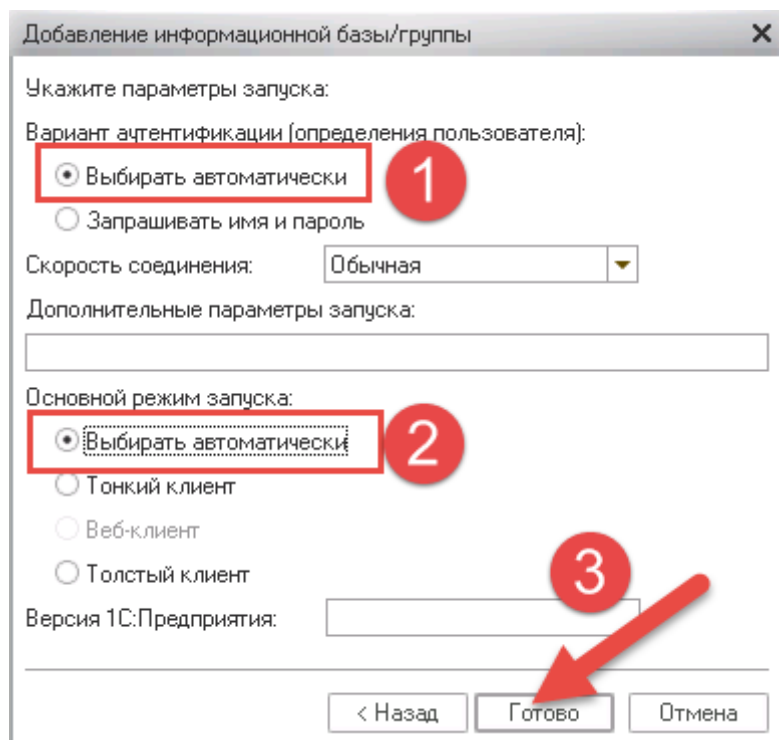 Добавление информационной базы/группы
Укажите параметры запуска:
Вариант аутентификации (определения пользователя):
Выбирать автоматически
1
Запрашивать имя и пароль
Скорость соединения: Обычная
Дополнительные параметры запуска:
Основной режим запуска:
Выбирать автоматически
2
Тонкий клиент
Веб-клиент
Толстый клиент
3
Версия 1С:Предприятия:
< Назад Готово Отмена